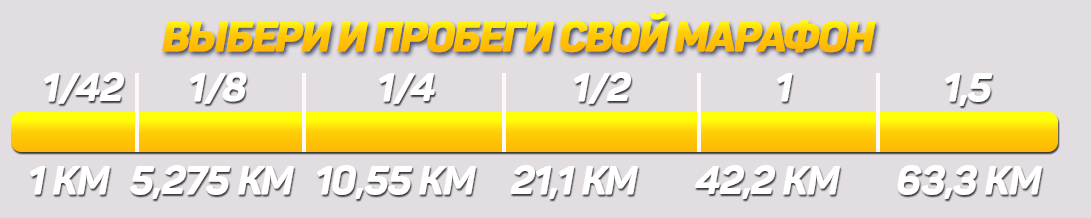 ВЫБЕРИ И ПРОБЕГИ СВОЙ МАРАФОН
1/42 1/8 1/4 1/2 1 1,5
1 КМ 5,275 КМ 10,55 КМ 21,1 КМ 42,2 КМ 63,3 КМ